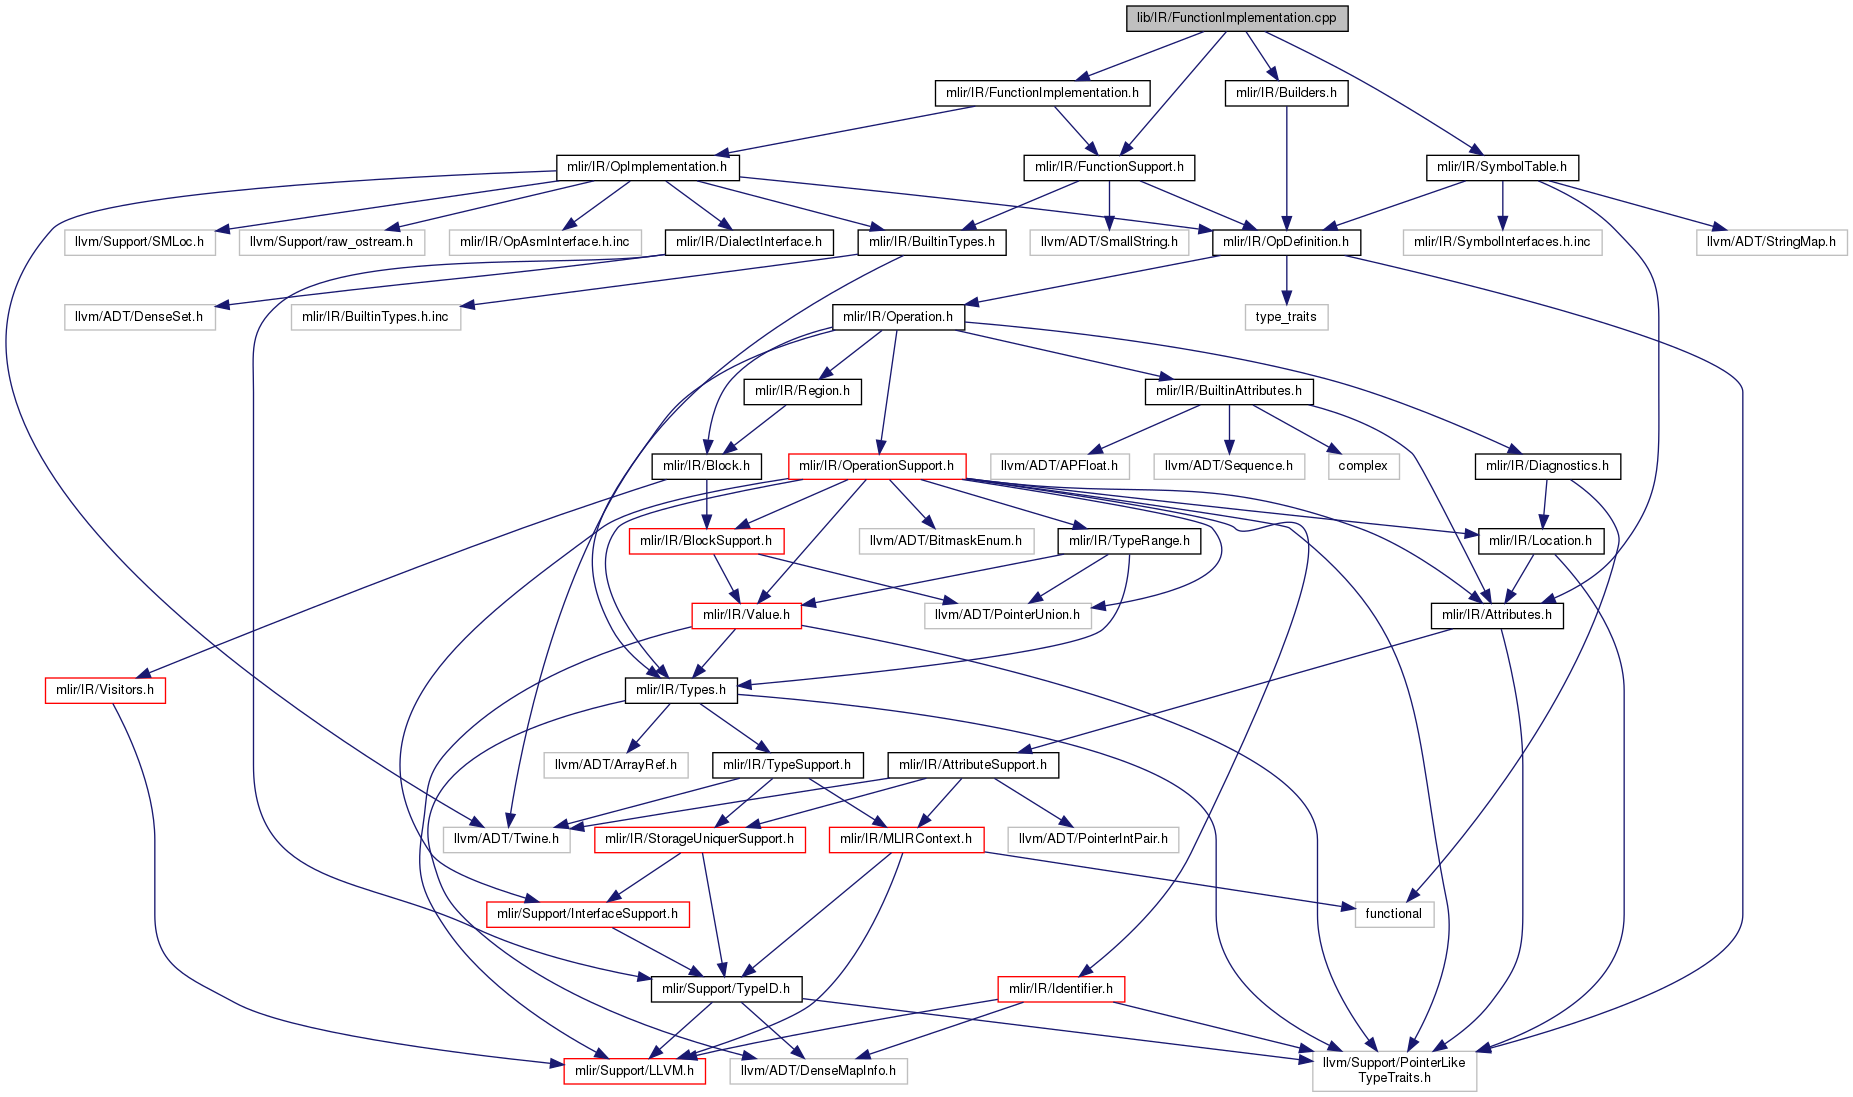 lib/IR/FunctionImplementation.cpp
mlir/IR/FunctionImplementation.h
mlir/IR/Builders.h
mlir/IR/OpImplementation.h
mlir/IR/FunctionSupport.h
mlir/IR/SymbolTable.h
llvm/Support/SMLoc.h
llvm/Support/raw_ostream.h
mlir/IR/OpAsmInterface.h.inc
mlir/IR/DialectInterface.h
mlir/IR/BuiltinTypes.h
llvm/ADT/SmallString.h
mlir/IR/OpDefinition.h
mlir/IR/SymbolInterfaces.h.inc
llvm/ADT/StringMap.h
llvm/ADT/DenseSet.h
mlir/IR/BuiltinTypes.h.inc
mlir/IR/Operation.h
type_traits
mlir/IR/Region.h
mlir/IR/BuiltinAttributes.h
mlir/IR/Block.h
mlir/IR/OperationSupport.h
llvm/ADT/APFloat.h
llvm/ADT/Sequence.h
complex
mlir/IR/Diagnostics.h
mlir/IR/BlockSupport.h
llvm/ADT/BitmaskEnum.h
mlir/IR/TypeRange.h
mlir/IR/Location.h
mlir/IR/Value.h
llvm/ADT/PointerUnion.h
mlir/IR/Attributes.h
mlir/IR/Visitors.h
mlir/IR/Types.h
llvm/ADT/ArrayRef.h
mlir/IR/TypeSupport.h
mlir/IR/AttributeSupport.h
llvm/ADT/Twine.h
mlir/IR/StorageUniquerSupport.h
mlir/IR/MLIRContext.h
llvm/ADT/PointerIntPair.h
mlir/Support/InterfaceSupport.h
functional
mlir/Support/TypeID.h
mlir/IR/Identifier.h
mlir/Support/LLVM.h
llvm/ADT/DenseMapInfo.h
llvm/Support/PointerLike
TypeTraits.h